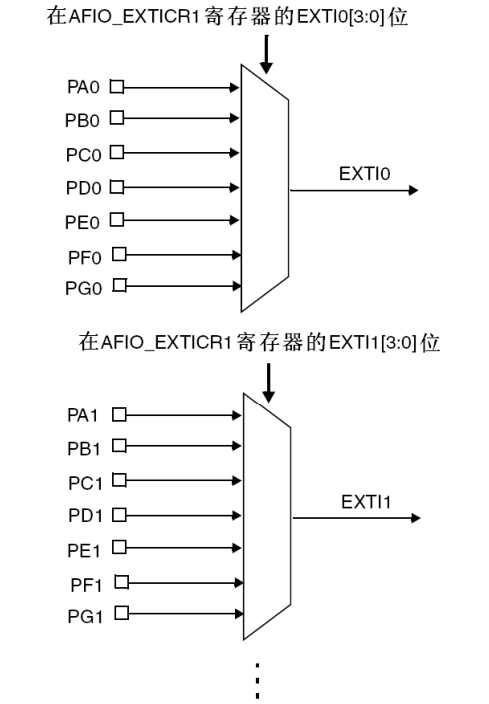 在AFIO_EXTICR1寄存器的EXTI0[3:0]位
PA0
PB0
PC0
PD0
EXTI0
PE0
PF0
PG0
在AFIO_EXTICR1寄存器的EXTI1[3:0]位
PA1
PB1
PC1
PD1
EXTI1
PE1
PF1
PG1